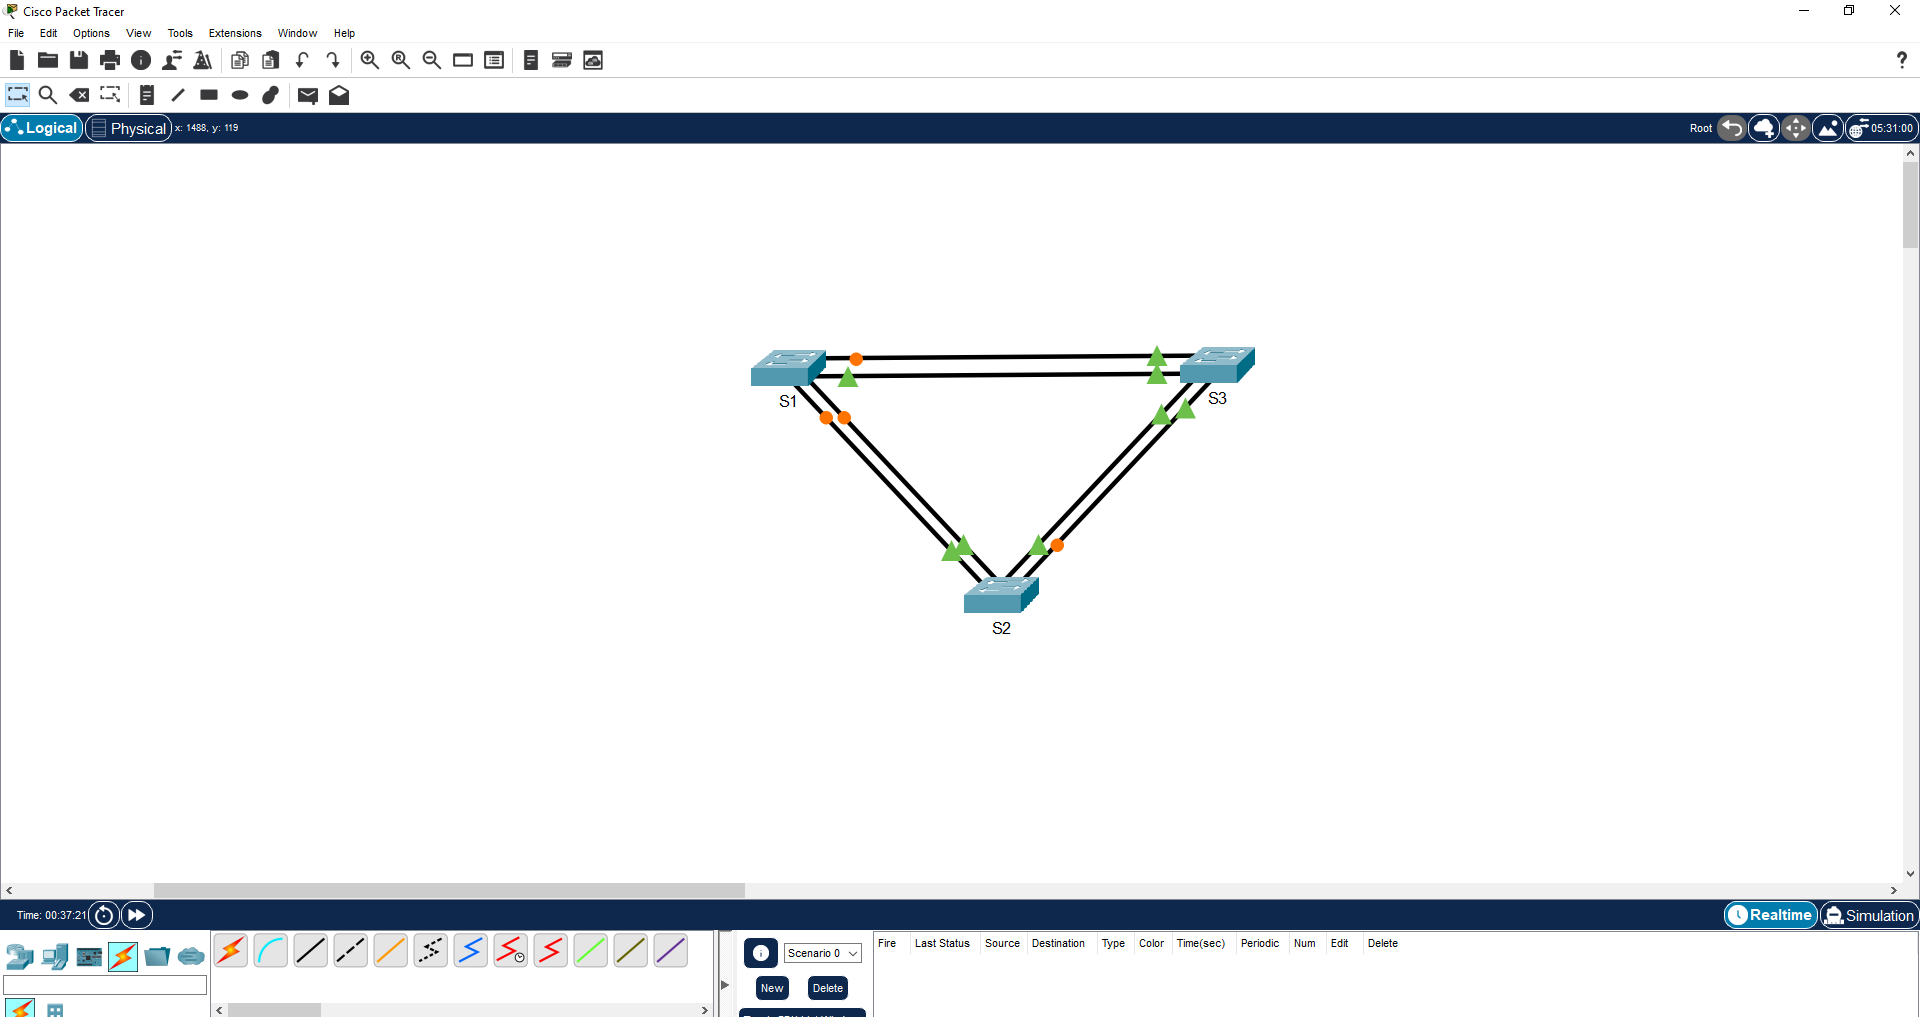 Cisco Packet Tracer
File Edit Options View Tools Extensions Window Help
?
Logical Physical x: 1488, y: 119 Root 05:31:00
S1
S3
S2
Time: 00:37:21 Realtime Simulation
Scenario 0
New Delete
Fire Last Status Source Destination Type Color Time(sec) Periodic Num Edit Delete